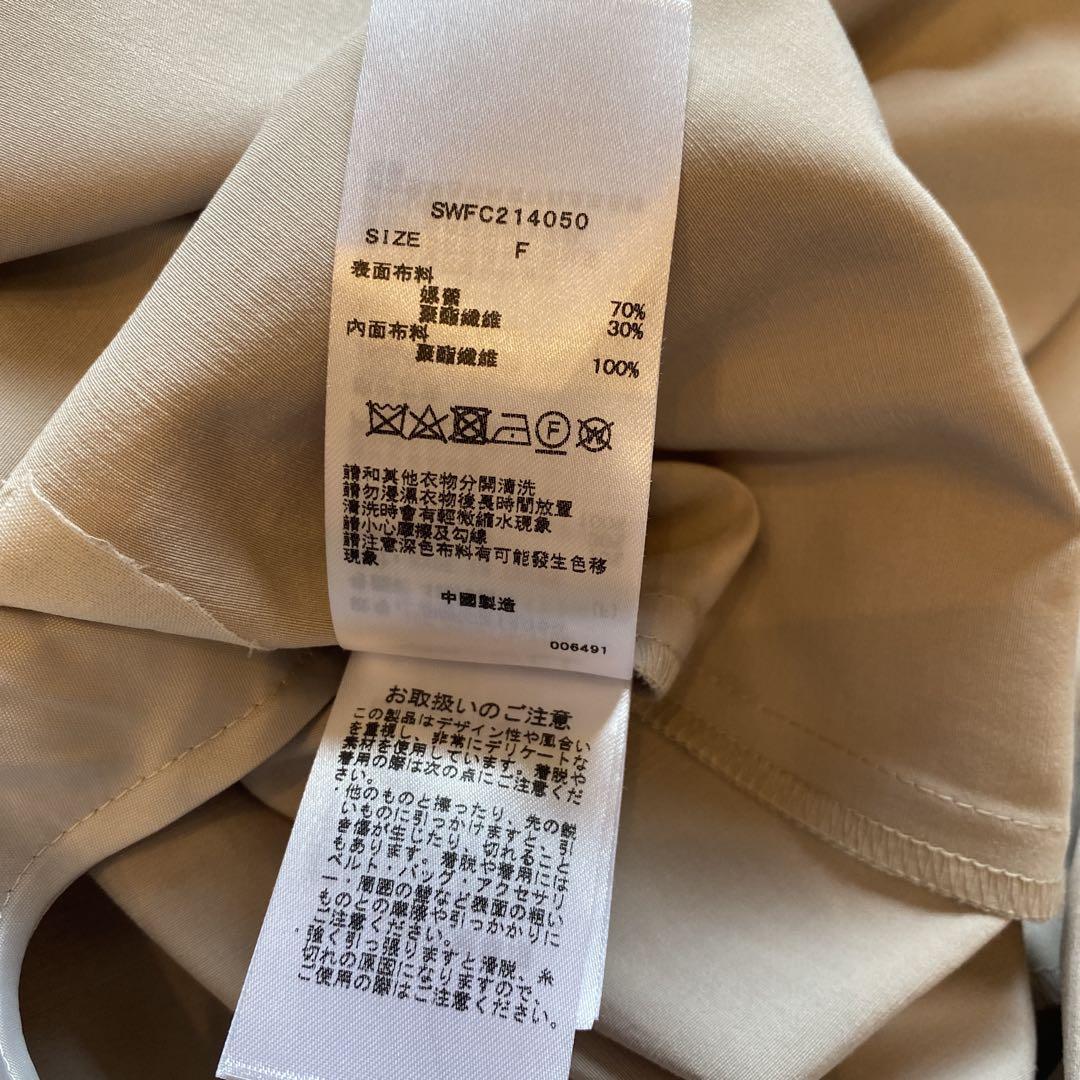 SWFC214050
SIZE F
表面布料
嫘縈 70%
聚酯纖維 30%
內面布料
聚酯纖維 100%
F
W
請和其他衣物分開清洗
請勿浸濕衣物後長時間放置
清洗時會有輕微縮水現象
請小心摩擦及勾線
請注意深色布料有可能發生色移
現象
中國製造
006491
お取扱いのご注意
この製品はデザイン性や風合い
を重視し、非常にデリケートな
素材を使用しています。着脱や
着用の際は次の点にご注意くだ
さい。
・他のものと擦ったり、先の鋭
いものに引っかけますと、引と
き傷が生じたり、切れること
もあります。着脱や着用には
ベルト・バッグ・アクセサリ
ー・周囲の壁など表面の粗い
ものとの摩擦や引っかかりに
ご注意ください。
・強く引っ張りますと滑脱、糸
切れの原因になりますので、
ご使用の際はご注意ください。